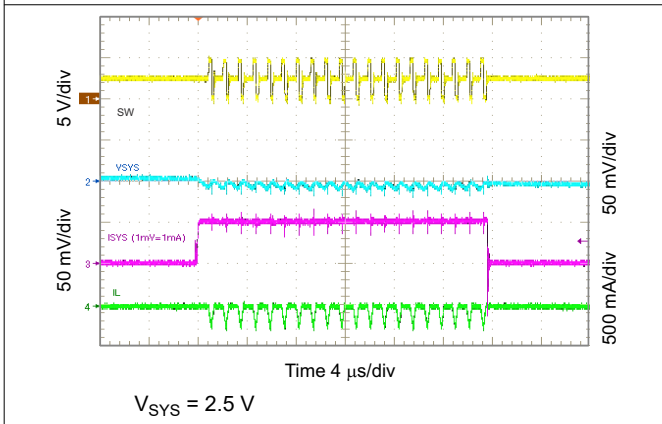 5 V/div
1
SW
VSYS
2
50 mV/div
50 mV/div
ISYS (1mV=1mA)
3
IL
4
500 mA/div
Time 4 µs/div
VSYS = 2.5 V